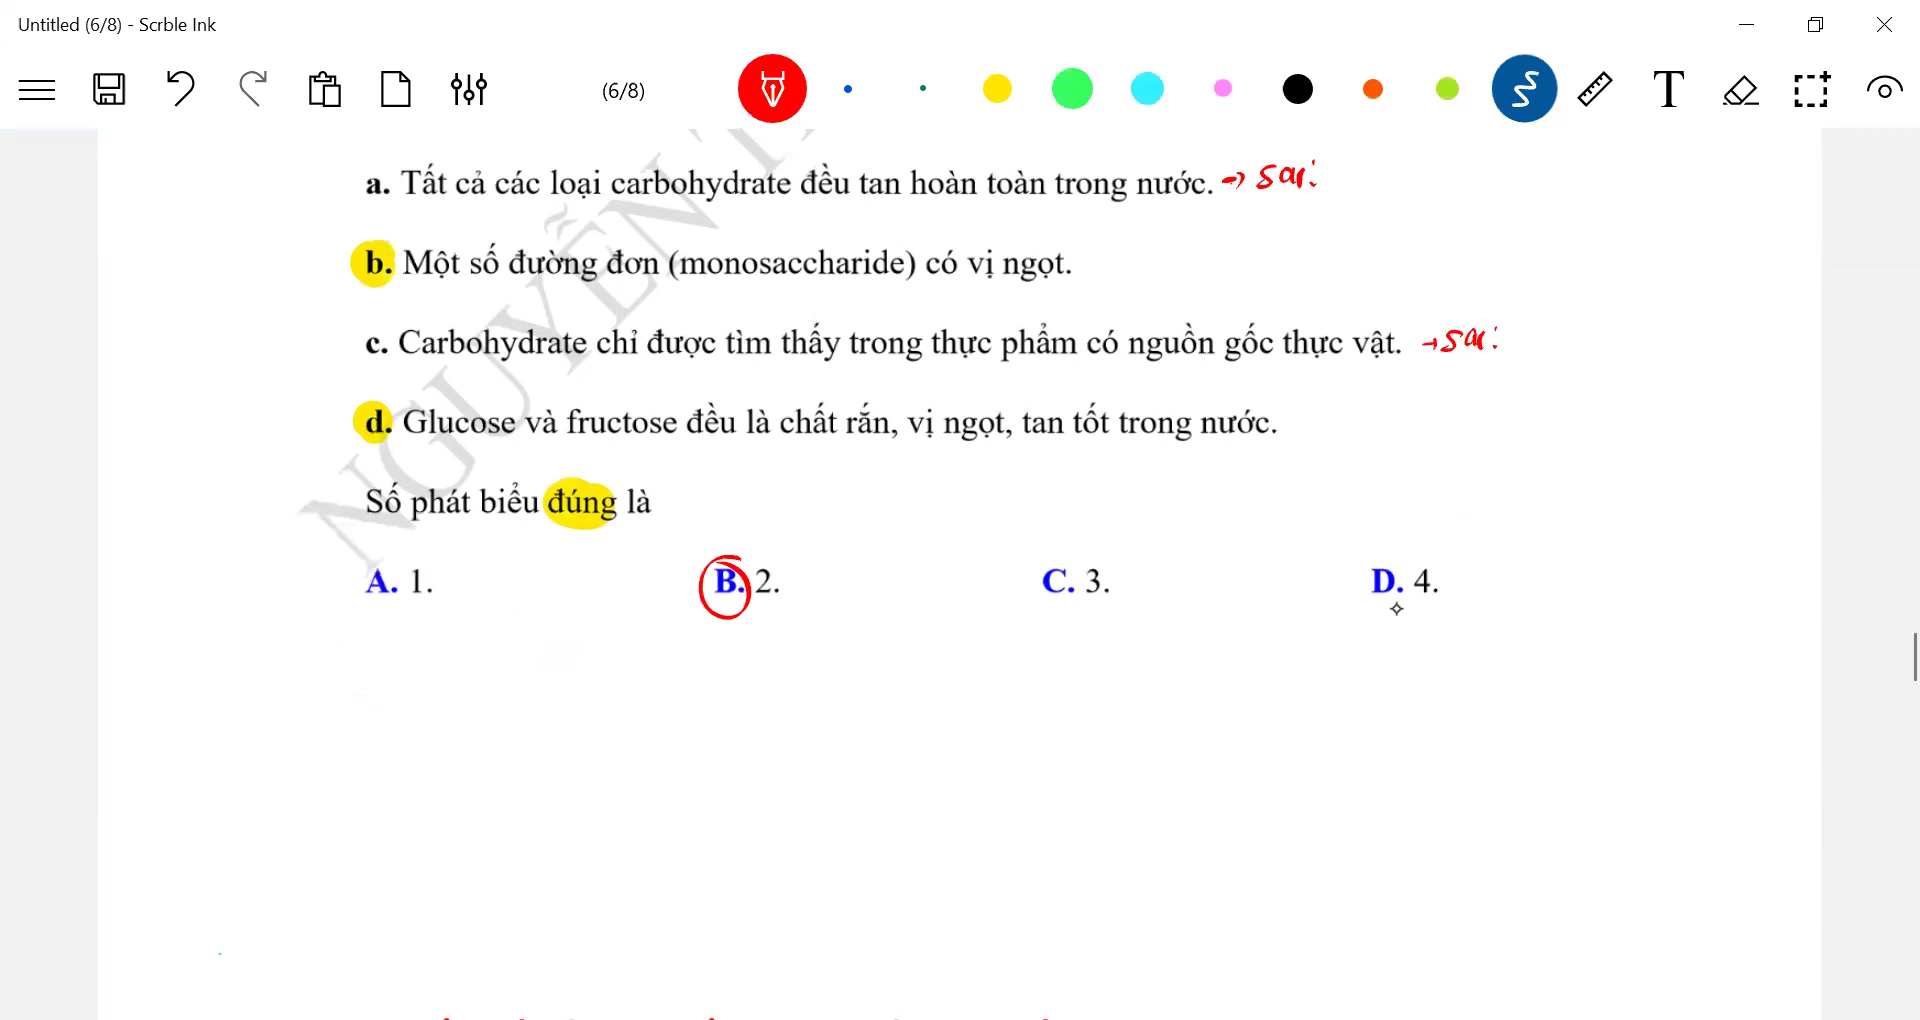 Untitled (6/8) - Scrble Ink
(6/8)
T
a. Tất cả các loại carbohydrate đều tan hoàn toàn trong nước. → sai
b. Một số đường đơn (monosaccharide) có vị ngọt.
c. Carbohydrate chỉ được tìm thấy trong thực phẩm có nguồn gốc thực vật. → sai
d. Glucose và fructose đều là chất rắn, vị ngọt, tan tốt trong nước.
Số phát biểu đúng là
A. 1. B. 2. C. 3. D. 4.
NGUYỄN T